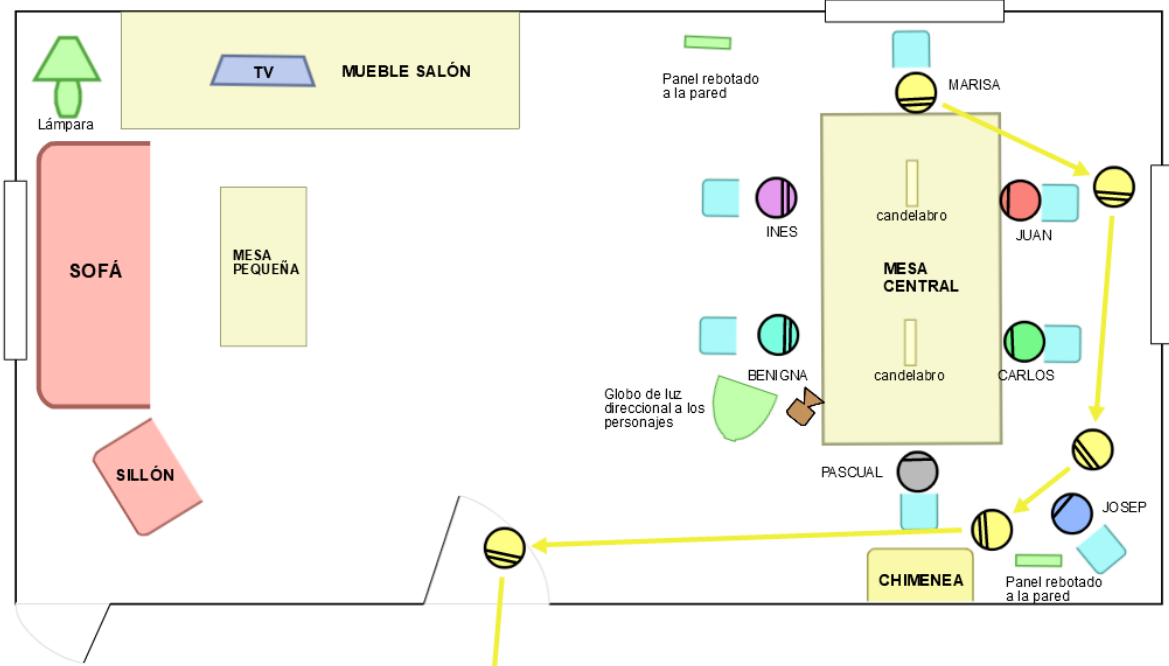 TV
MUEBLE SALÓN
Lámpara
Panel rebotado
a la pared
MARISA
SOFÁ
MESA
PEQUEÑA
INES
candelabro
JUAN
MESA
CENTRAL
BENIGNA
candelabro
CARLOS
Globo de luz
direccional a los
personajes
SILLÓN
PASCUAL
JOSEP
CHIMENEA
Panel rebotado
a la pared